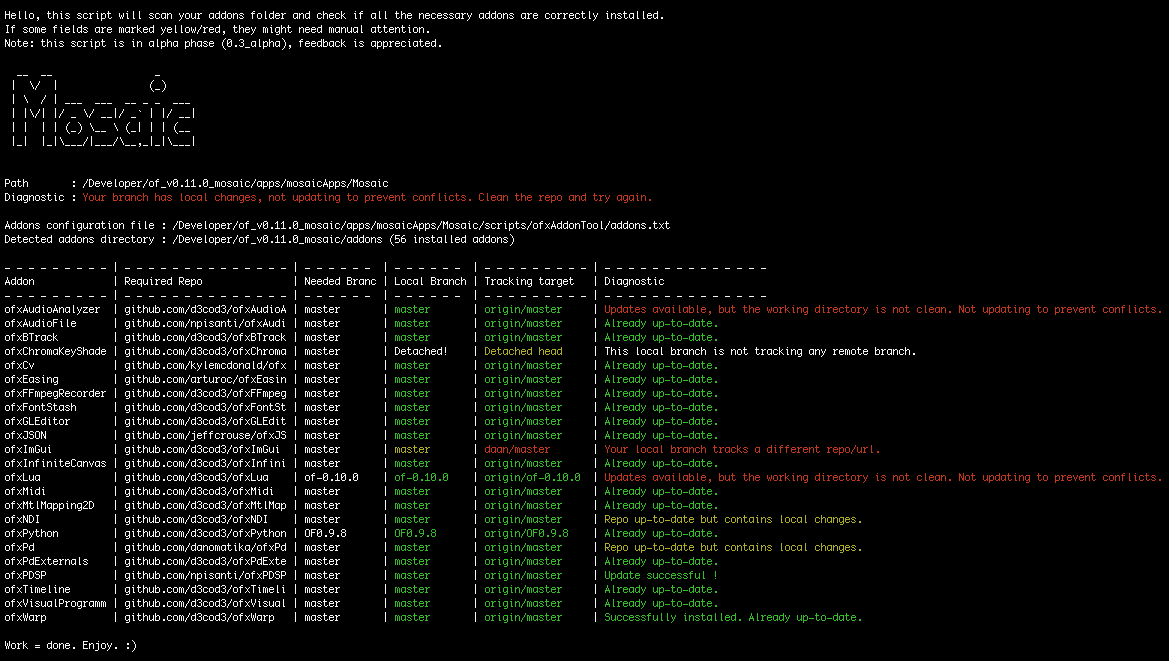 Hello, this script will scan your addons folder and check if all the necessary addons are correctly installed.
If some fields are marked yellow/red, they might need manual attention.
Note: this script is in alpha phase (0.3_alpha), feedback is appreciated.
Mosaic
Path : /Developer/of_v0.11.0_mosaic/apps/mosaicApps/Mosaic
Diagnostic : Your branch has local changes, not updating to prevent conflicts. Clean the repo and try again.
Addons configuration file : /Developer/of_v0.11.0_mosaic/apps/mosaicApps/Mosaic/scripts/ofxAddonTool/addons.txt
Detected addons directory : /Developer/of_v0.11.0_mosaic/addons (56 installed addons)
Addon | Required Repo | Needed Branc | Local Branch | Tracking target | Diagnostic
ofxAudioAnalyzer | github.com/d3cod3/ofxAudioA | master | master | origin/master | Updates available, but the working directory is not clean. Not updating to prevent conflicts.
ofxAudioFile | github.com/npisanti/ofxAudi | master | master | origin/master | Already up-to-date.
ofxBTrack | github.com/d3cod3/ofxBTrack | master | master | origin/master | Already up-to-date.
ofxChromaKeyShade | github.com/d3cod3/ofxChroma | master | Detached! | Detached head | This local branch is not tracking any remote branch.
ofxCv | github.com/kylemcdonald/ofx | master | master | origin/master | Already up-to-date.
ofxEasing | github.com/arturoc/ofxEasin | master | master | origin/master | Already up-to-date.
ofxFFmpegRecorder | github.com/d3cod3/ofxFFmpeg | master | master | origin/master | Already up-to-date.
ofxFontStash | github.com/d3cod3/ofxFontSt | master | master | origin/master | Already up-to-date.
ofxGLEditor | github.com/d3cod3/ofxGLEdit | master | master | origin/master | Already up-to-date.
ofxJSON | github.com/jeffcrouse/ofxJS | master | master | origin/master | Already up-to-date.
ofxImGui | github.com/d3cod3/ofxImGui | master | master | daan/master | Your local branch tracks a different repo/url.
ofxInfiniteCanvas | github.com/d3cod3/ofxInfini | master | master | origin/master | Already up-to-date.
ofxLua | github.com/d3cod3/ofxLua | of-0.10.0 | of-0.10.0 | origin/of-0.10.0 | Updates available, but the working directory is not clean. Not updating to prevent conflicts.
ofxMidi | github.com/d3cod3/ofxMidi | master | master | origin/master | Already up-to-date.
ofxMtlMapping2D | github.com/d3cod3/ofxMtlMap | master | master | origin/master | Already up-to-date.
ofxNDI | github.com/d3cod3/ofxNDI | master | master | origin/master | Repo up-to-date but contains local changes.
ofxPython | github.com/d3cod3/ofxPython | OF0.9.8 | OF0.9.8 | origin/OF0.9.8 | Already up-to-date.
ofxPd | github.com/danomatika/ofxPd | master | master | origin/master | Repo up-to-date but contains local changes.
ofxPdExternals | github.com/d3cod3/ofxPdExte | master | master | origin/master | Already up-to-date.
ofxPDSP | github.com/npisanti/ofxPDSP | master | master | origin/master | Update successful !
ofxTimeline | github.com/d3cod3/ofxTimeli | master | master | origin/master | Already up-to-date.
ofxVisualProgramm | github.com/d3cod3/ofxVisual | master | master | origin/master | Already up-to-date.
ofxWarp | github.com/d3cod3/ofxWarp | master | master | origin/master | Successfully installed. Already up-to-date.
Work = done. Enjoy. :)